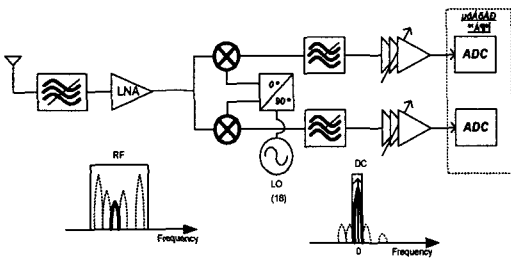 LNA
0°
90°
LO
(18)
ADC
ADC
RF
Frequency
DC
0
Frequency